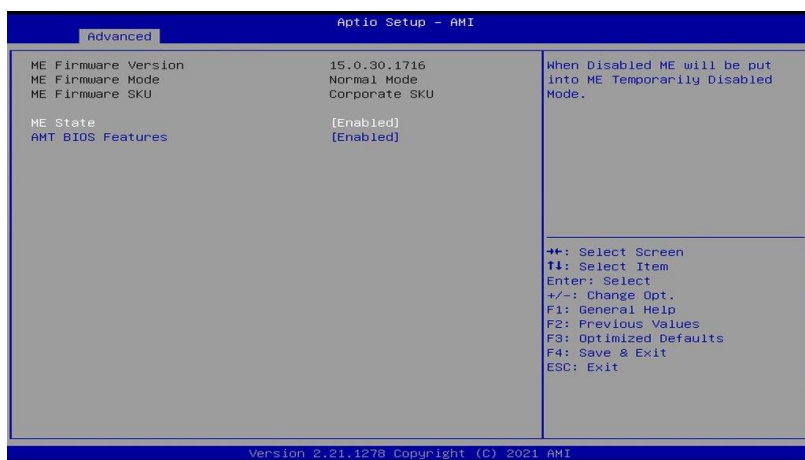 Aptio Setup – AMI
Advanced
ME Firmware Version 15.0.30.1716
ME Firmware Mode Normal Mode
ME Firmware SKU Corporate SKU
ME State [Enabled]
AMT BIOS Features [Enabled]
When Disabled ME will be put
into ME Temporarily Disabled
Mode.
→←: Select Screen
↑↓: Select Item
Enter: Select
+/-: Change Opt.
F1: General Help
F2: Previous Values
F3: Optimized Defaults
F4: Save & Exit
ESC: Exit
Version 2.21.1278 Copyright (C) 2021 AMI